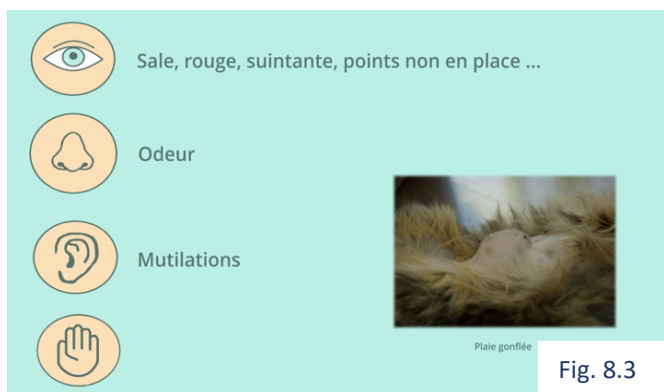 Sale, rouge, suintante, points non en place ...
Odeur
Mutilations
Plaie gonflée
Fig. 8.3